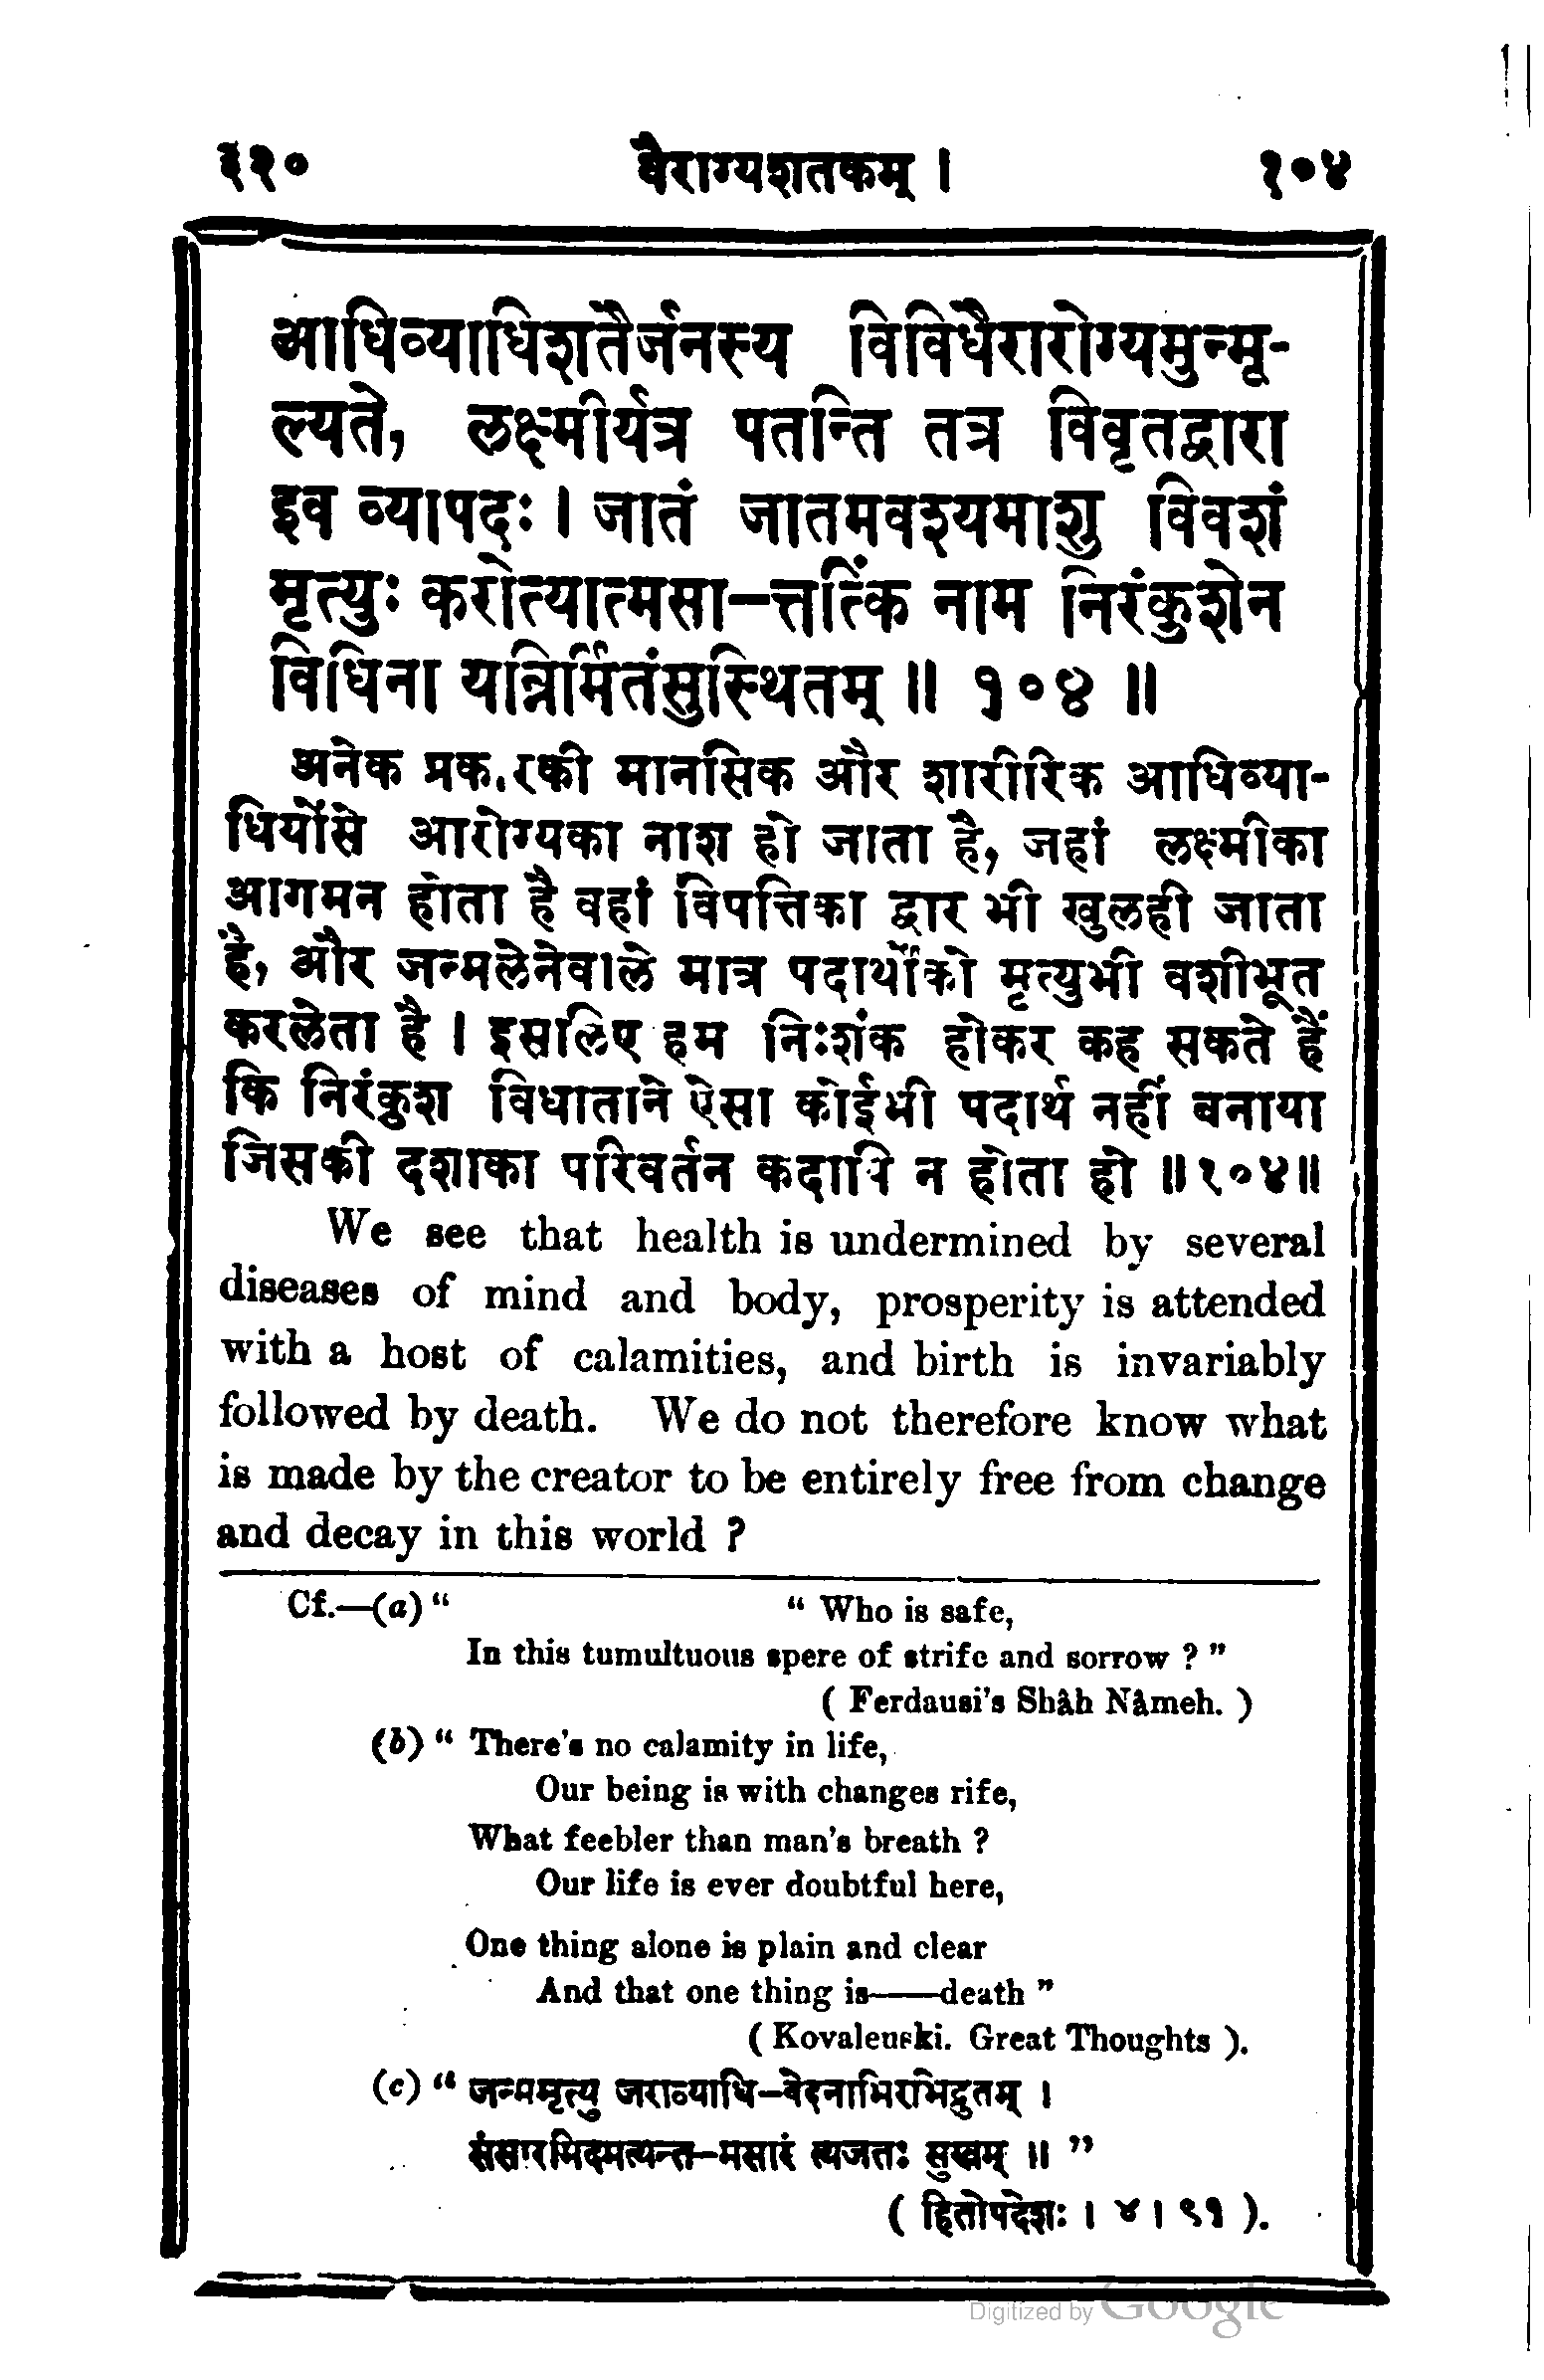 ३२० वैराग्यशतकम् । १०४
आधिव्याधिशतैर्जनस्य विविधैरारोग्यमुन्मू-
ल्यते, लक्ष्मीर्यत्र पतन्ति तत्र विवृतद्वारा
इव व्यापदः । जातं जातमवश्यमाशु विवशं
मृत्युः करोत्यात्मसा–त्तत्किं नाम निरंकुशेन
विधिना यन्निर्मितंसुस्थितम् ॥ १०४ ॥
अनेक प्रक.रकी मानसिक और शारीरिक आधिव्या-
धियोंसे आरोग्यका नाश हो जाता है, जहां लक्ष्मीका
आगमन होता है वहां विपत्तिका द्वार भी खुलही जाता
है, और जन्मलेनेवाले मात्र पदार्थोंको मृत्युभी वशीभूत
करलेता है । इसलिए हम निःशंक होकर कह सकते हैं
कि निरंकुश विधाताने ऐसा कोईभी पदार्थ नहीं बनाया
जिसकी दशाका परिवर्तन कदापि न होता हो ॥१०४॥
We see that health is undermined by several
diseases of mind and body, prosperity is attended
with a host of calamities, and birth is invariably
followed by death. We do not therefore know what
is made by the creator to be entirely free from change
and decay in this world ?
Cf.—(a) “ “ Who is safe,
In this tumultuous spere of strife and sorrow ? ”
( Ferdausi's Shâh Nâmeh. )
(b) “ There's no calamity in life,
Our being is with changes rife,
What feebler than man's breath ?
Our life is ever doubtful here,
One thing alone is plain and clear
And that one thing is——death ”
( Kovalenski. Great Thoughts ).
(c) “ जन्ममृत्यु जराव्याधि–वेदनाभिरभिद्रुतम् ।
संसारमिदमत्यन्त–मसारं त्यजतः सुखम् ॥ ”
( हितोपदेशः । ४ । ९१ ).
Digitized by Google